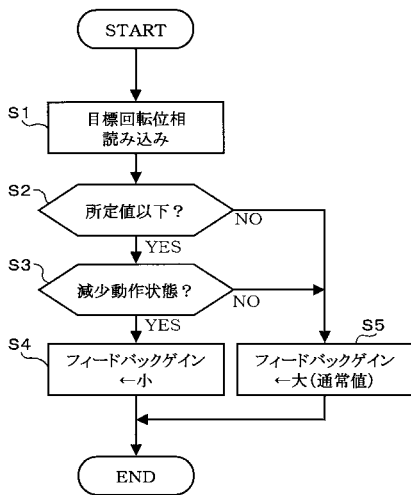 START
S1
目標回転位相
読み込み
S2
所定値以下？
NO
YES
S3
減少動作状態？
NO
YES
S4
フィードバックゲイン
←小
S5
フィードバックゲイン
←大(通常値)
END